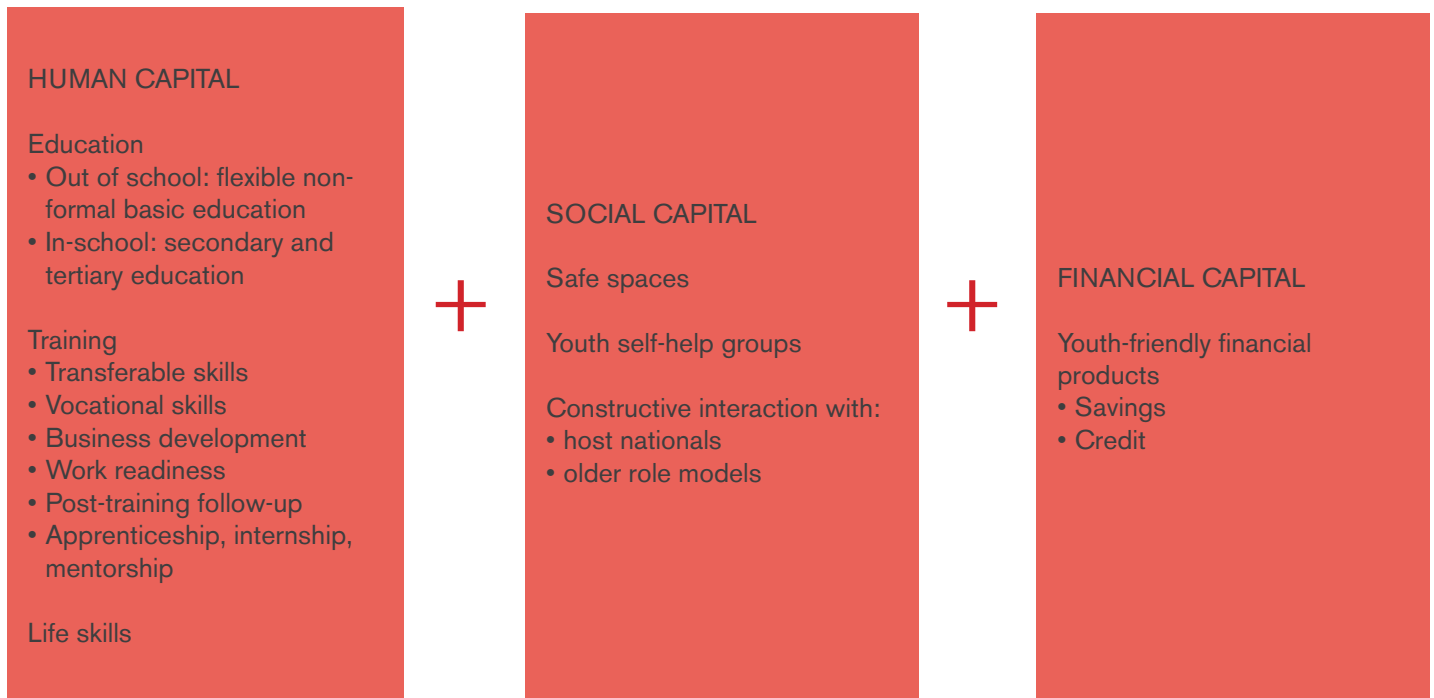 HUMAN CAPITAL
Education
• Out of school: flexible non-
formal basic education
• In-school: secondary and
tertiary education
Training
• Transferable skills
• Vocational skills
• Business development
• Work readiness
• Post-training follow-up
• Apprenticeship, internship,
mentorship
Life skills
+
SOCIAL CAPITAL
Safe spaces
Youth self-help groups
Constructive interaction with:
• host nationals
• older role models
+
FINANCIAL CAPITAL
Youth-friendly financial
products
• Savings
• Credit